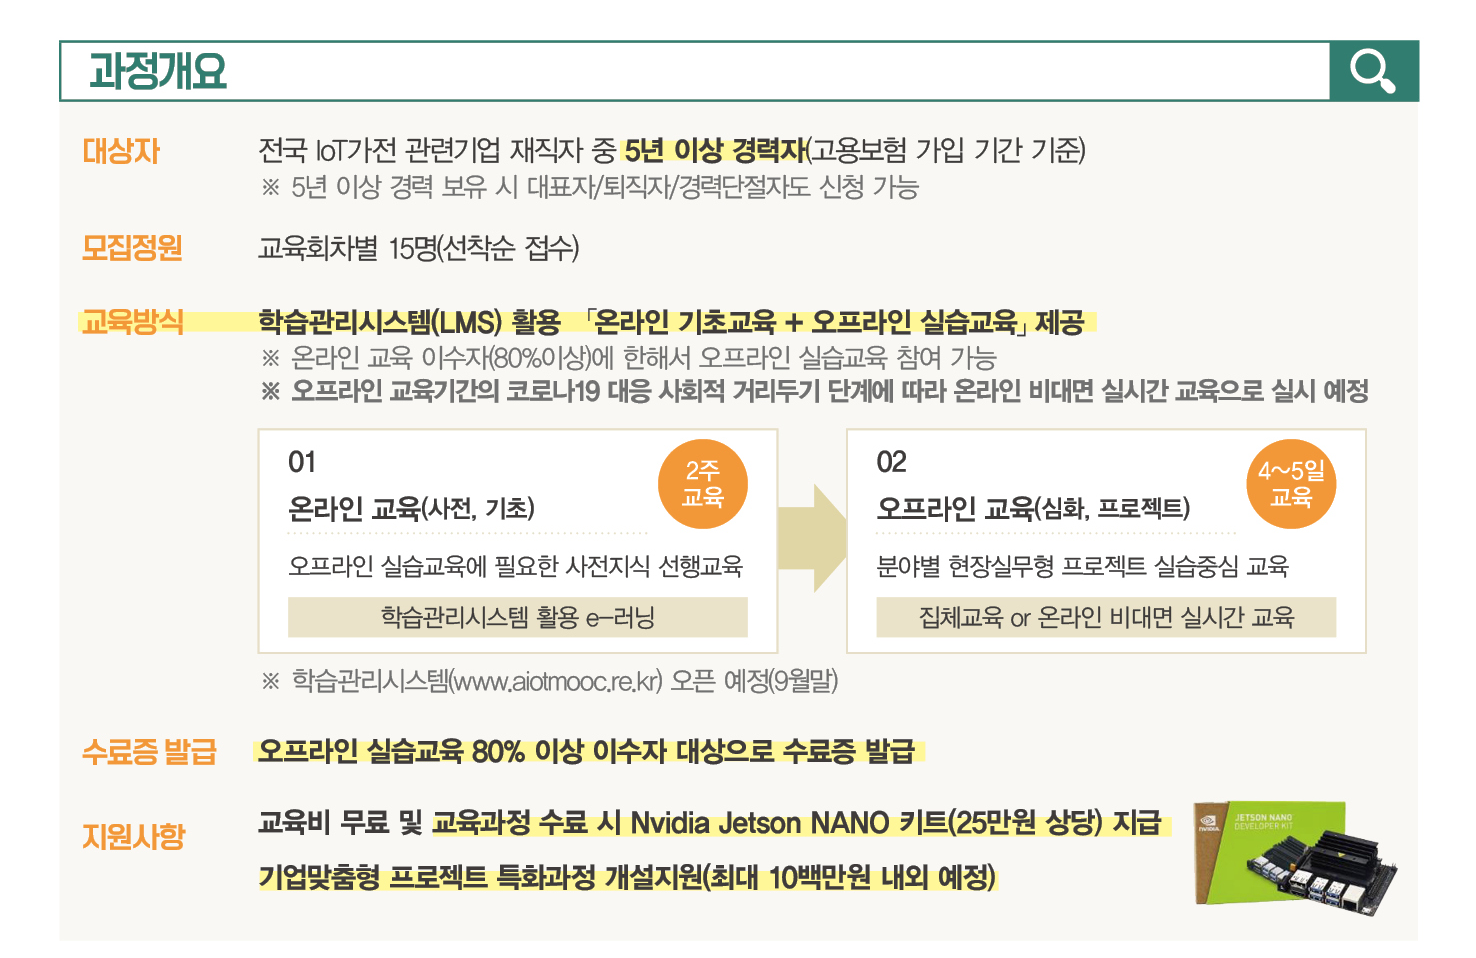 과정개요
대상자
전국 IoT가전 관련기업 재직자 중 5년 이상 경력자(고용보험 가입 기간 기준)
※ 5년 이상 경력 보유 시 대표자/퇴직자/경력단절자도 신청 가능
모집정원
교육회차별 15명(선착순 접수)
교육방식
학습관리시스템(LMS) 활용 「온라인 기초교육 + 오프라인 실습교육」제공
※ 온라인 교육 이수자(80%이상)에 한해서 오프라인 실습교육 참여 가능
※ 오프라인 교육기간의 코로나19 대응 사회적 거리두기 단계에 따라 온라인 비대면 실시간 교육으로 실시 예정
01
온라인 교육(사전, 기초)
2주
교육
오프라인 실습교육에 필요한 사전지식 선행교육
학습관리시스템 활용 e-러닝
02
오프라인 교육(심화, 프로젝트)
4~5일
교육
분야별 현장실무형 프로젝트 실습중심 교육
집체교육 or 온라인 비대면 실시간 교육
※ 학습관리시스템(www.aiotmooc.re.kr) 오픈 예정(9월말)
수료증 발급
오프라인 실습교육 80% 이상 이수자 대상으로 수료증 발급
지원사항
교육비 무료 및 교육과정 수료 시 Nvidia Jetson NANO 키트(25만원 상당) 지급
기업맞춤형 프로젝트 특화과정 개설지원(최대 10백만원 내외 예정)
NVIDIA.
JETSON NANO
DEVELOPER KIT